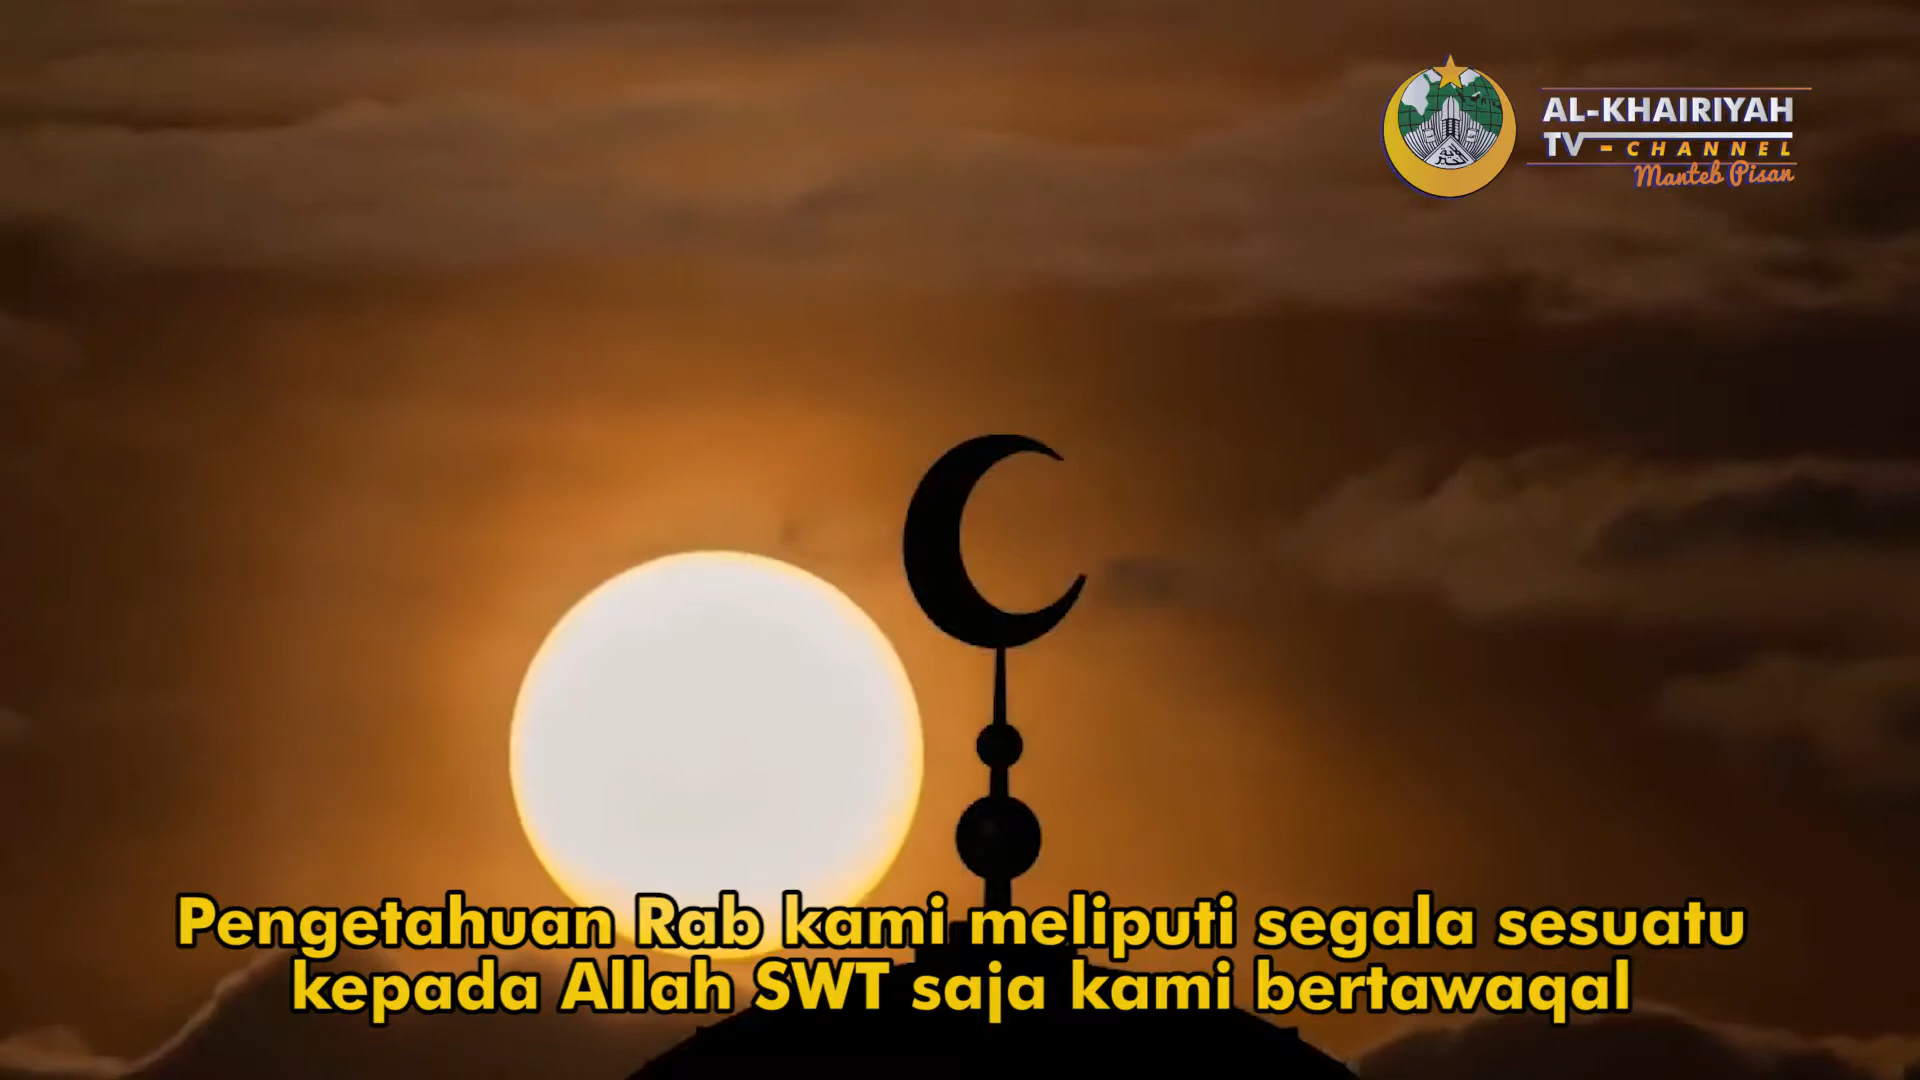 AL-KHAIRIYAH
TV - CHANNEL
Manteb Pisan
Pengetahuan Rab kami meliputi segala sesuatu
kepada Allah SWT saja kami bertawaqal